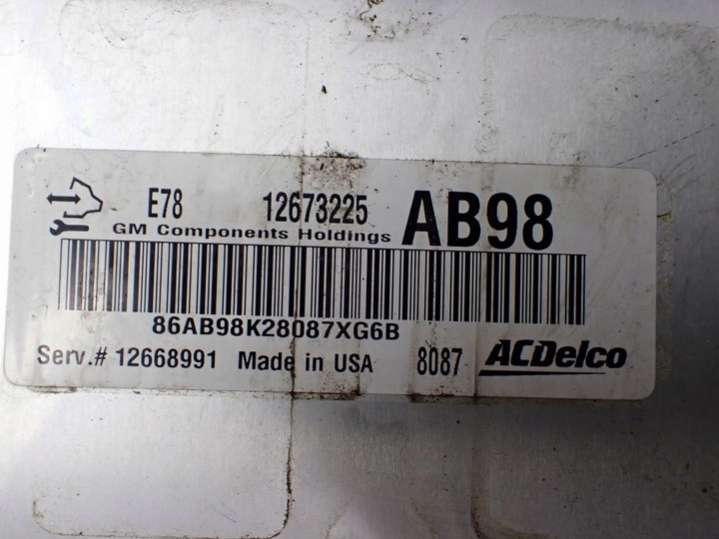 E78 12673225 AB98
GM Components Holdings
86AB98K28087XG6B
Serv.# 12668991 Made in USA 8087 ACDelco